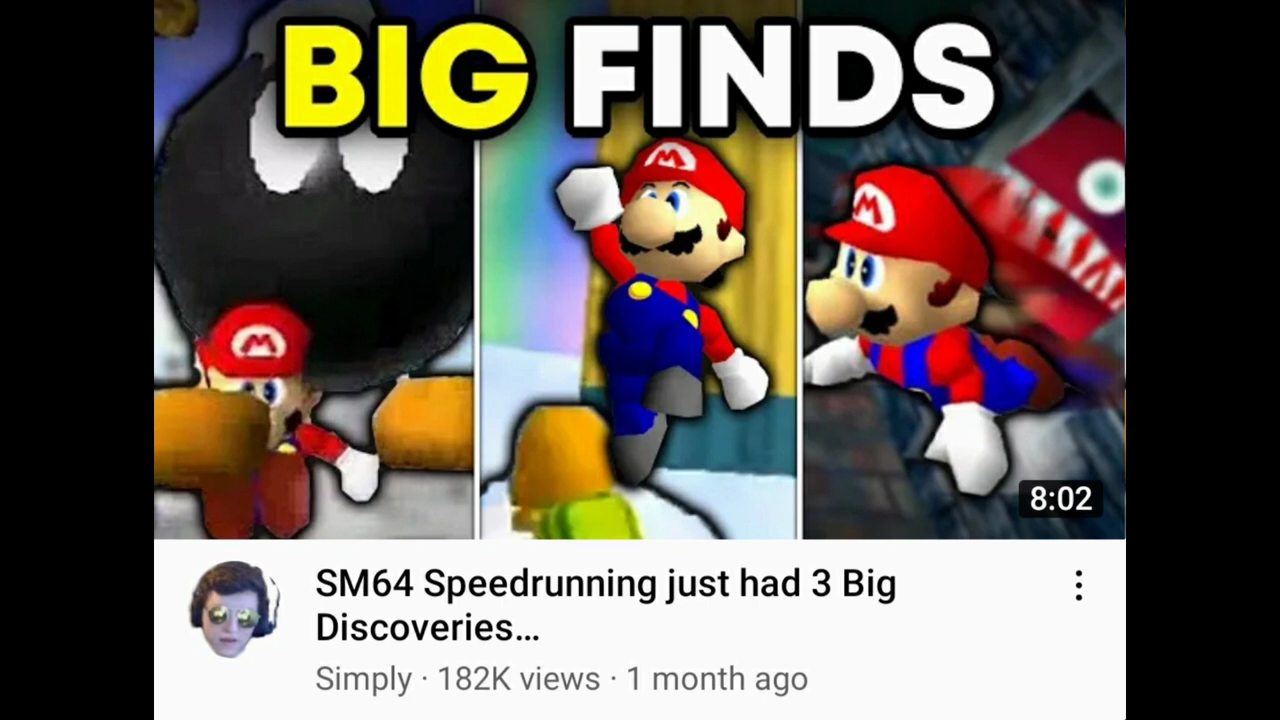 BIG FINDS
M
M
M
8:02
SM64 Speedrunning just had 3 Big
Discoveries...
Simply · 182K views · 1 month ago